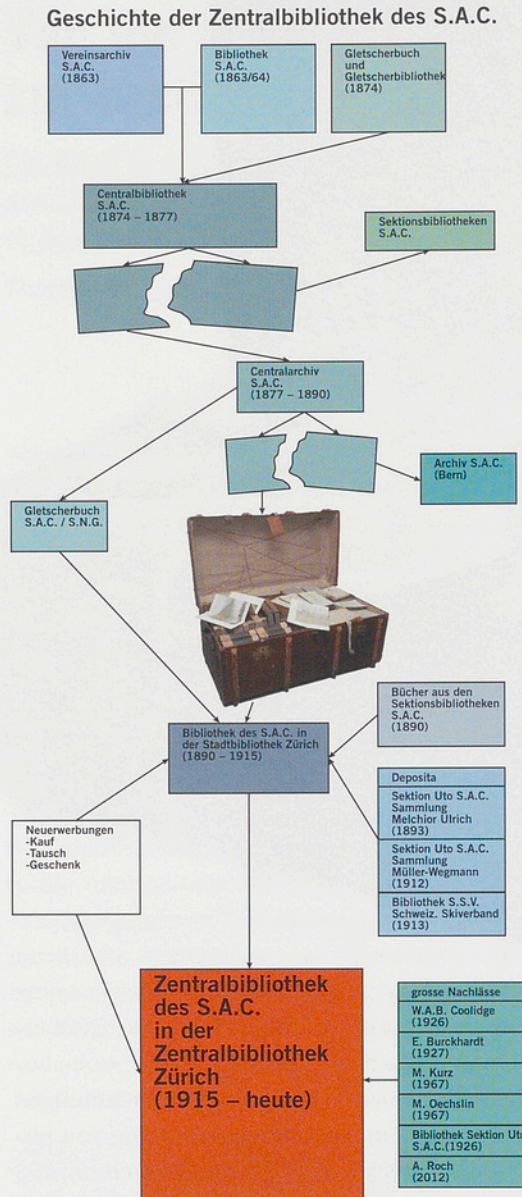 Geschichte der Zentralbibliothek des S.A.C.
Vereinsarchiv
S.A.C.
(1863)
Bibliothek
S.A.C.
(1863/64)
Gletscherbuch
und
Gletscherbibliothek
(1874)
Centralbibliothek
S.A.C.
(1874 – 1877)
Sektionsbibliotheken
S.A.C.
Centralarchiv
S.A.C.
(1877 – 1890)
Archiv S.A.C.
(Bern)
Gletscherbuch
S.A.C. / S.N.G.
Bücher aus den
Sektionsbibliotheken
S.A.C.
(1890)
Bibliothek des S.A.C. in
der Stadtbibliothek Zürich
(1890 – 1915)
Deposita
Sektion Uto S.A.C.
Sammlung
Melchior Ulrich
(1893)
Sektion Uto S.A.C.
Sammlung
Müller-Wegmann
(1912)
Bibliothek S.S.V.
Schweiz. Skiverband
(1913)
Neuerwerbungen
-Kauf
-Tausch
-Geschenk
Zentralbibliothek
des S.A.C.
in der
Zentralbibliothek
Zürich
(1915 – heute)
grosse Nachlässe
W.A.B. Coolidge
(1926)
E. Burckhardt
(1927)
M. Kurz
(1967)
M. Oechslin
(1967)
Bibliothek Sektion Uto
S.A.C.(1926)
A. Roch
(2012)